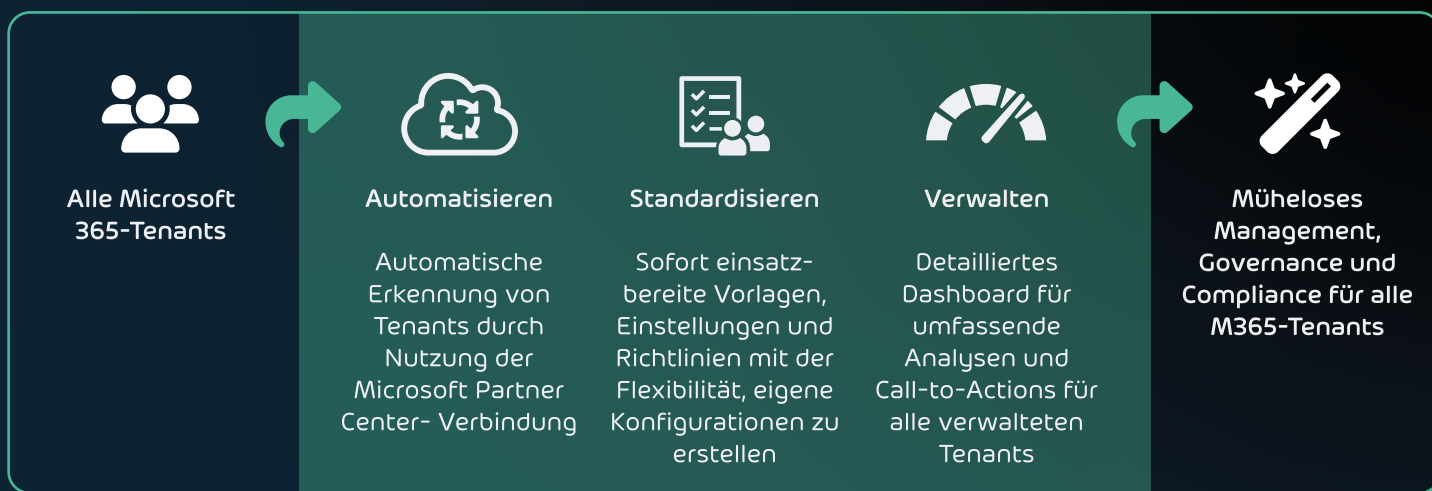 Alle Microsoft
365-Tenants
Automatisieren
Automatische
Erkennung von
Tenants durch
Nutzung der
Microsoft Partner
Center- Verbindung
Standardisieren
Sofort einsatz-
bereite Vorlagen,
Einstellungen und
Richtlinien mit der
Flexibilität, eigene
Konfigurationen zu
erstellen
Verwalten
Detailliertes
Dashboard für
umfassende
Analysen und
Call-to-Actions für
alle verwalteten
Tenants
Müheloses
Management,
Governance und
Compliance für alle
M365-Tenants